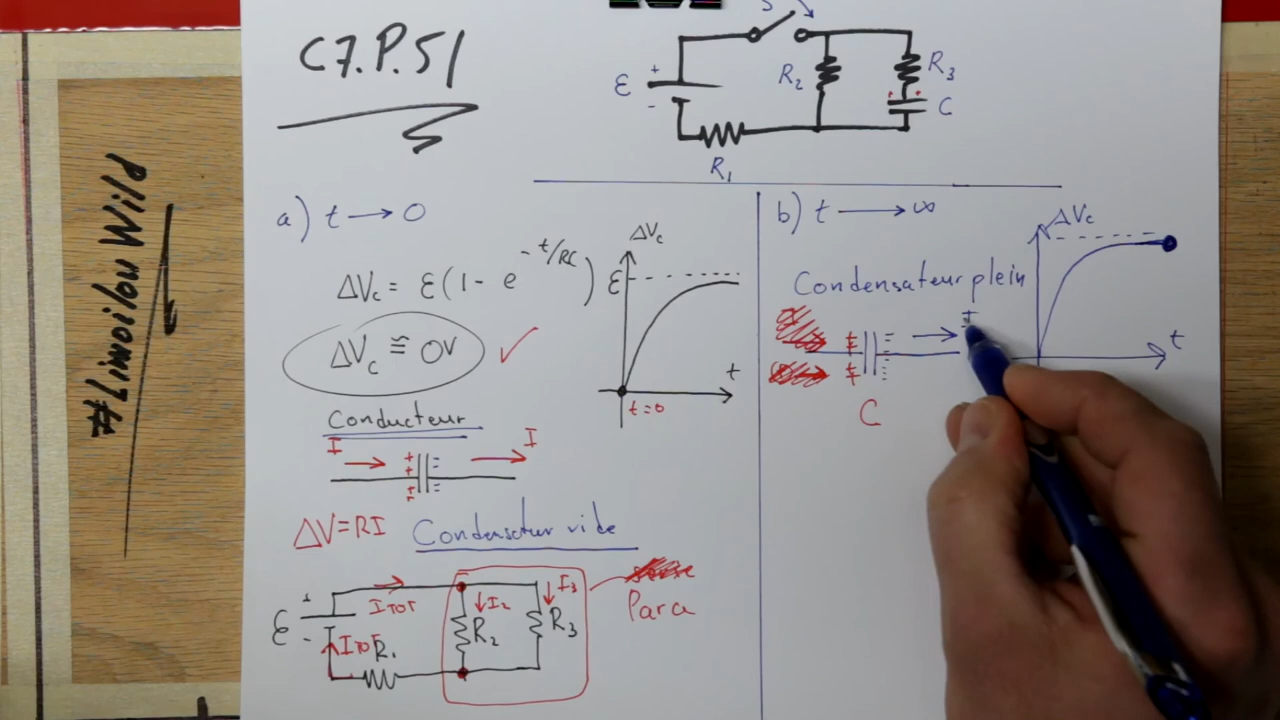 C7.P.51
#Limoilou Wild
S
ε
+
-
R₁
R₂
R₃
+ +
C
a) t → 0
ΔVc = ε(1 - e^-t/RC)
ΔVc ≅ 0V ✓
ΔVc
ε
t
t=0
Conducteur
I
I
+
+
+
ΔV=RI
Condensateur vide
ε
+
-
ITOT
ITOT
R₁
I₂
R₂
I₃
R₃
Para
b) t → ∞
ΔVc
t
Condensateur plein
I
C